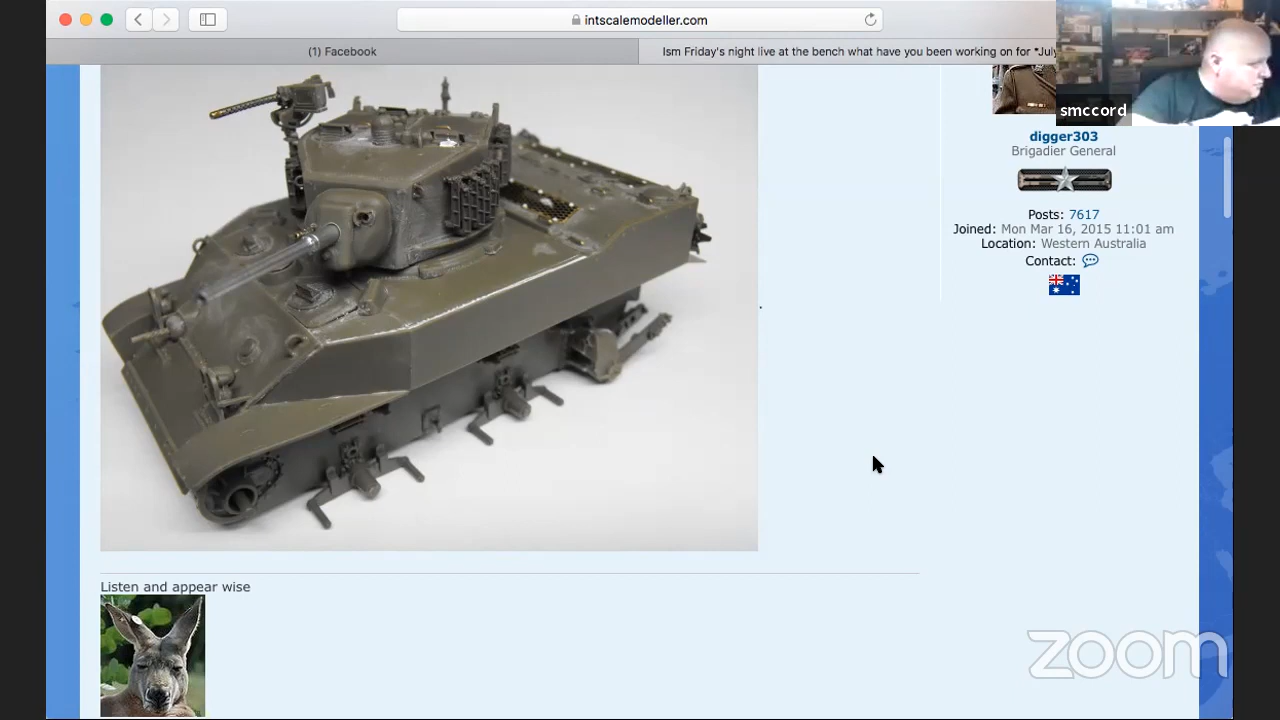 intscalemodeller.com
(1) Facebook
Ism Friday's night live at the bench what have you been working on for *July
smccord
digger303
Brigadier General
Posts: 7617
Joined: Mon Mar 16, 2015 11:01 am
Location: Western Australia
Contact:
Listen and appear wise
zoom